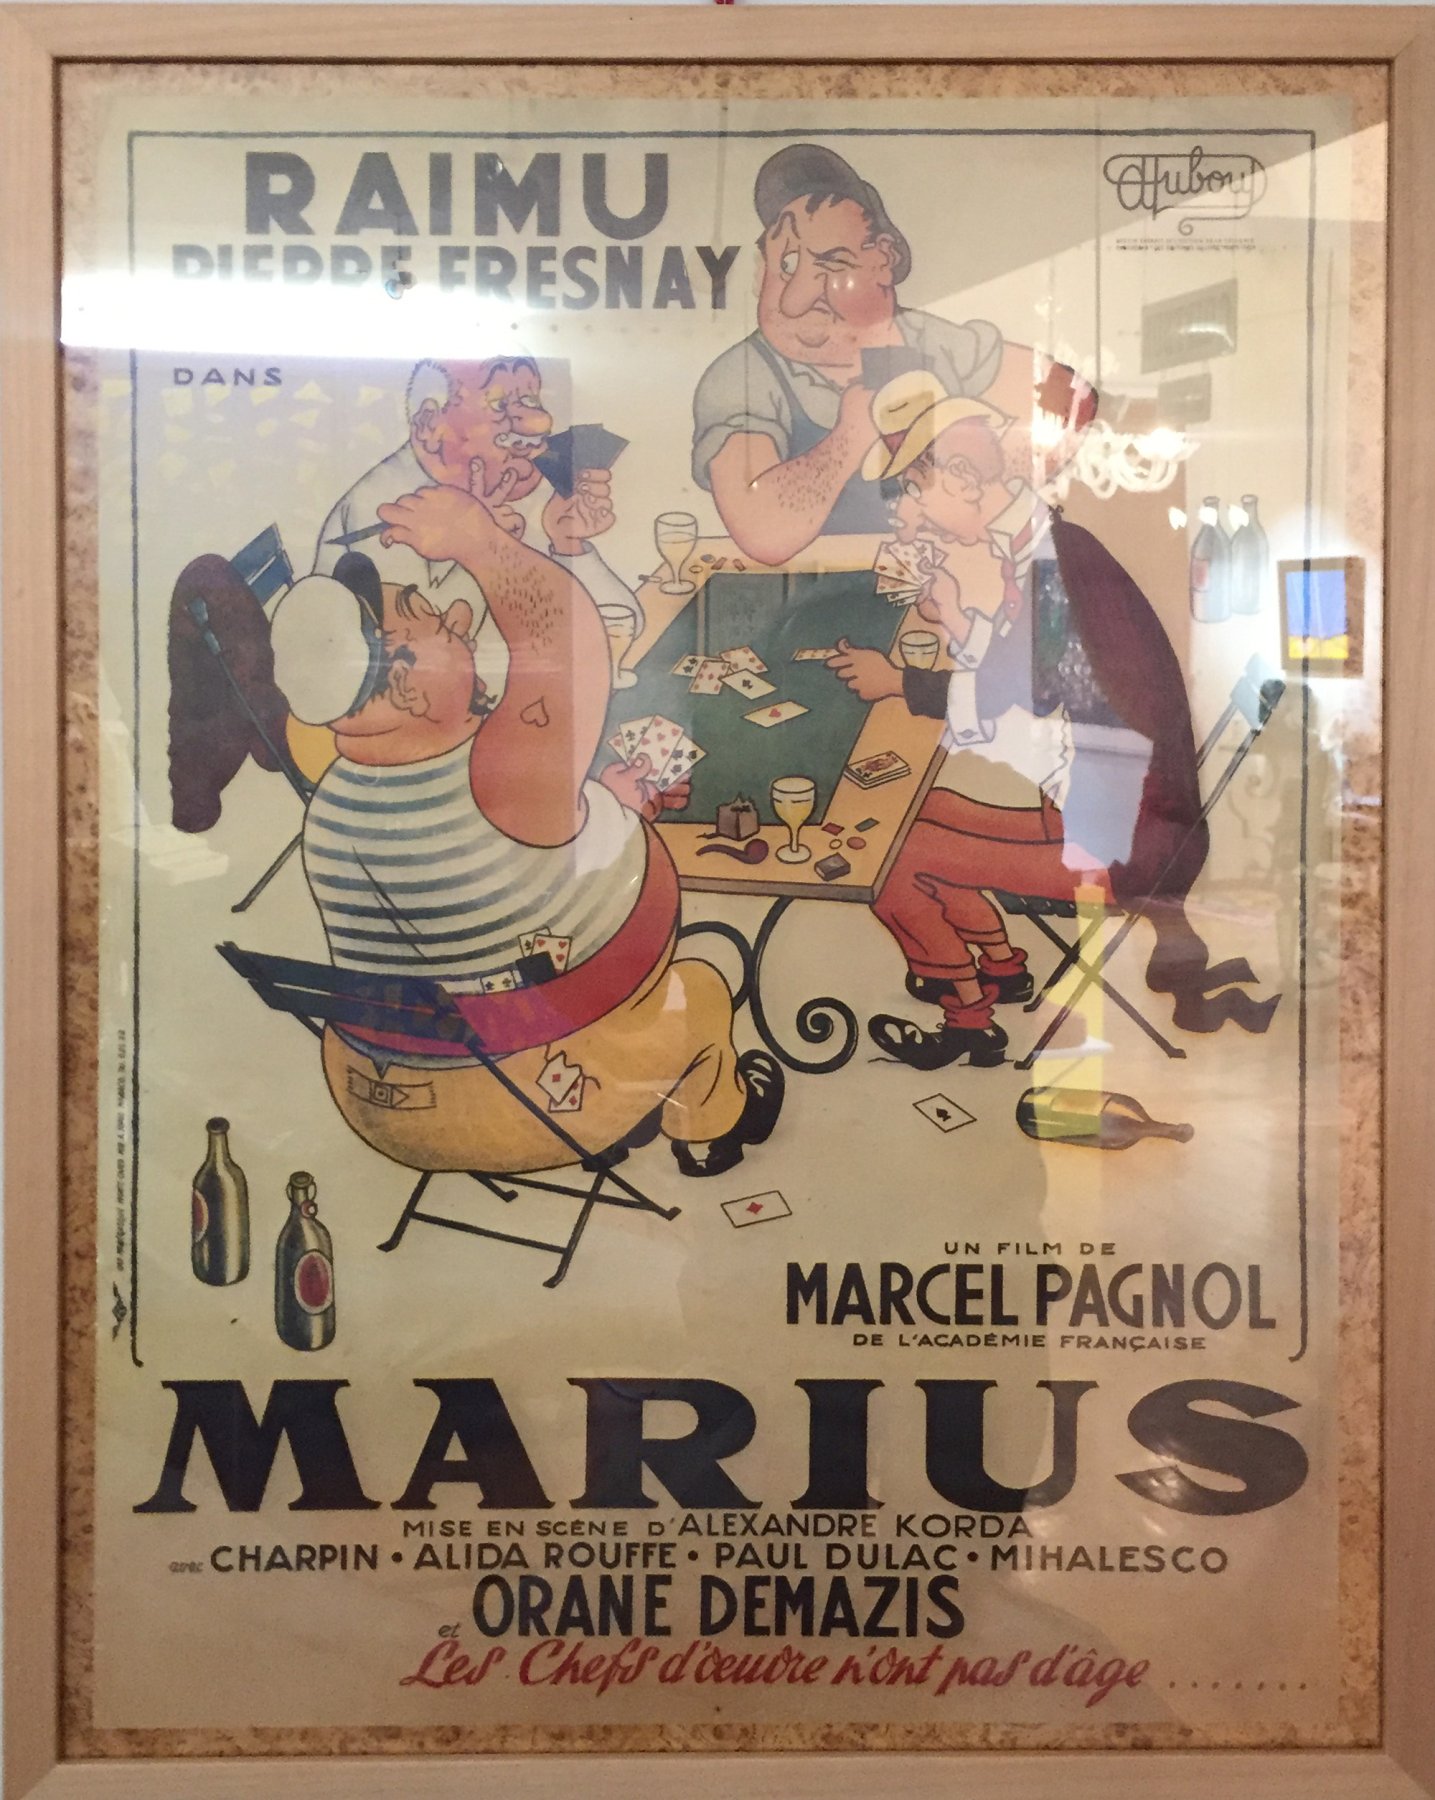 RAIMU
PIERRE FRESNAY
Dubout
DANS
UN FILM DE
MARCEL PAGNOL
DE L'ACADÉMIE FRANÇAISE
MARIUS
MISE EN SCÈNE D'ALEXANDRE KORDA
avec CHARPIN • ALIDA ROUFFE • PAUL DULAC • MIHALESCO
et ORANE DEMAZIS
Les Chefs d'œuvre n'ont pas d'âge .......